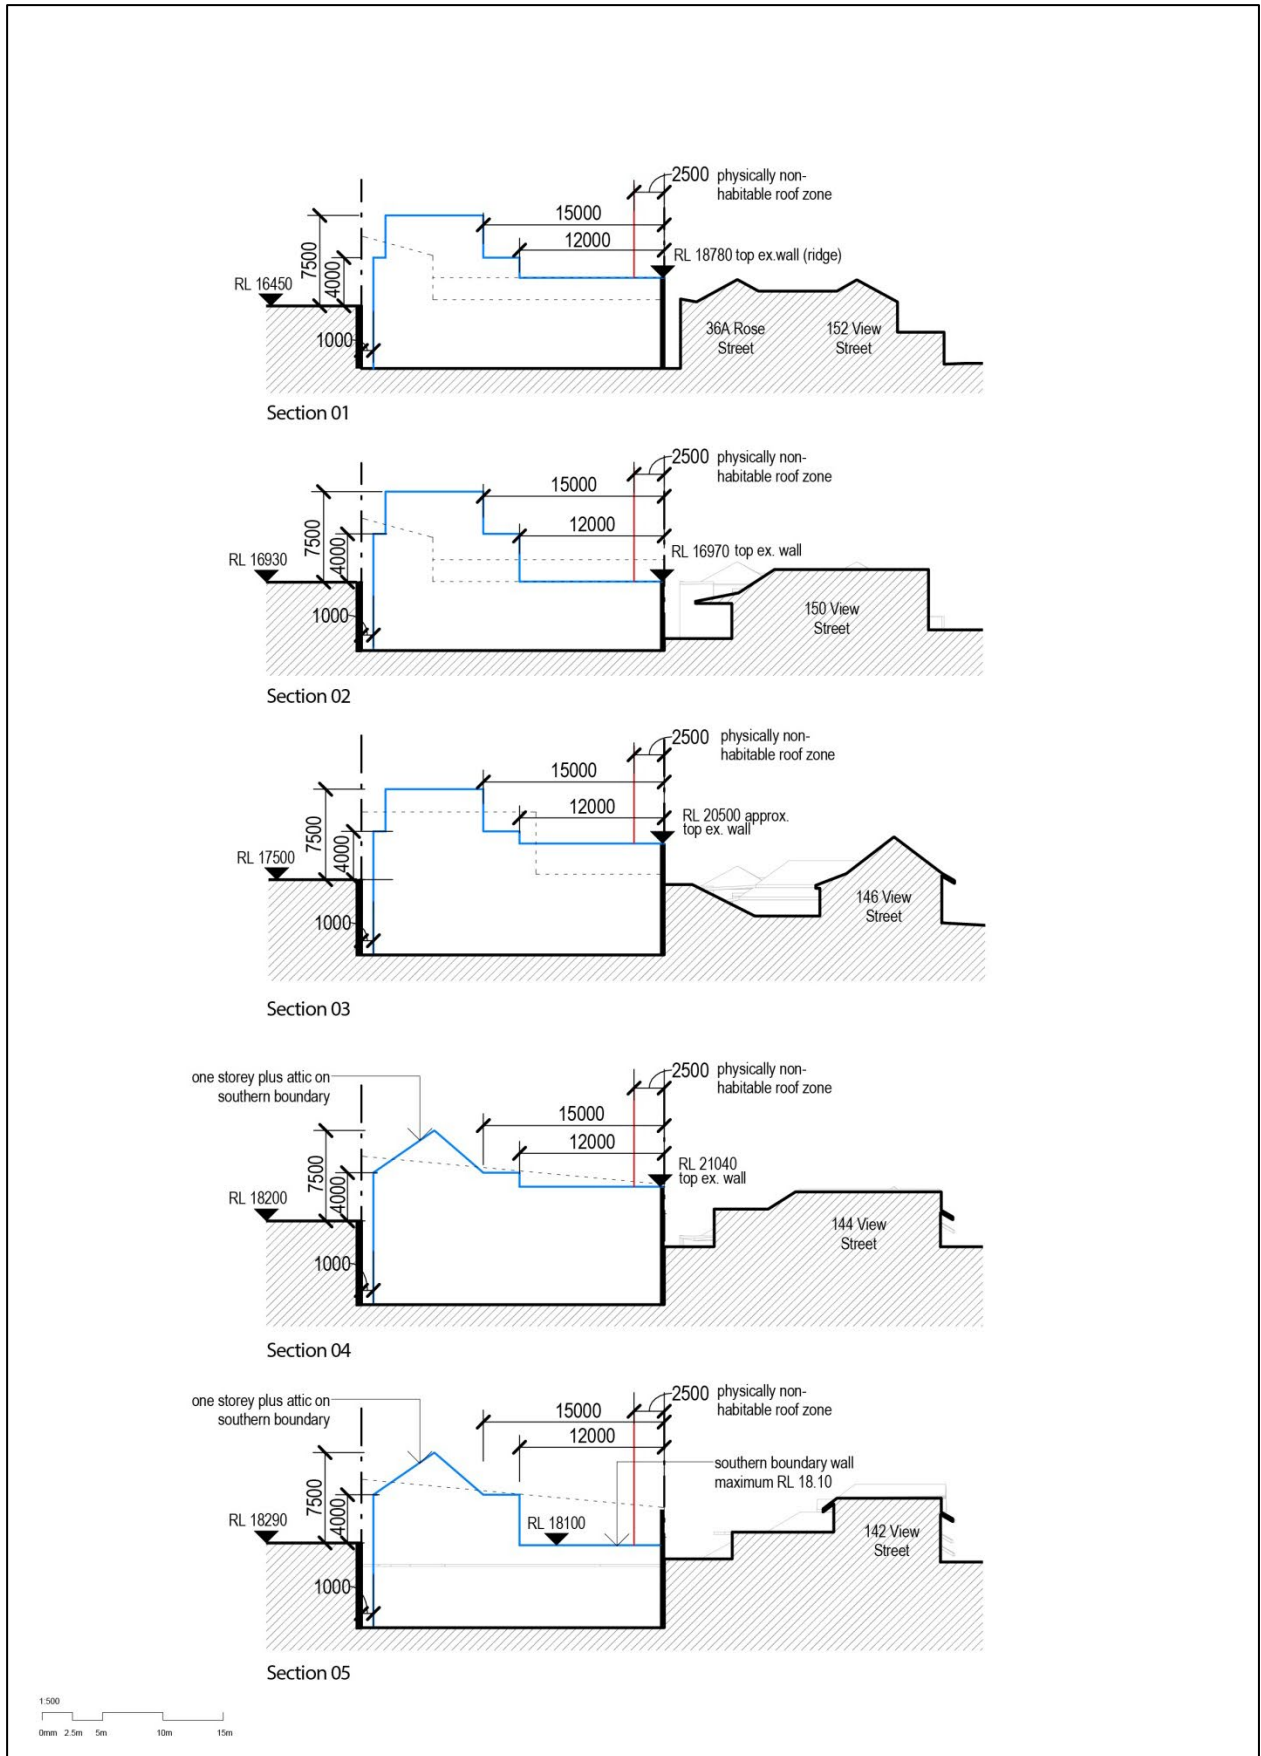 2500 physically non-
habitable roof zone
15000
12000
RL 18780 top ex.wall (ridge)
7500
4000
RL 16450
1000
36A Rose
Street
152 View
Street
Section 01
2500 physically non-
habitable roof zone
15000
12000
7500
4000
RL 16930
RL 16970 top ex. wall
1000
150 View
Street
Section 02
2500 physically non-
habitable roof zone
15000
12000
RL 20500 approx.
top ex. wall
7500
4000
RL 17500
1000
146 View
Street
Section 03
2500 physically non-
habitable roof zone
one storey plus attic on
southern boundary
15000
12000
RL 21040
top ex. wall
7500
4000
RL 18200
1000
144 View
Street
Section 04
2500 physically non-
habitable roof zone
one storey plus attic on
southern boundary
15000
12000
southern boundary wall
maximum RL 18.10
7500
4000
RL 18290
RL 18100
1000
142 View
Street
Section 05
1:500
0mm 2.5m 5m 10m 15m